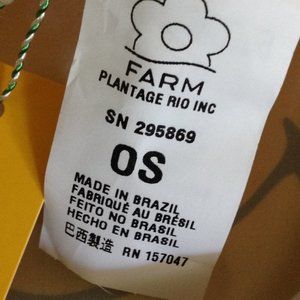 FARM
PLANTAGE RIO INC
SN 295869
OS
MADE IN BRAZIL
FABRIQUÉ AU BRÉSIL
FEITO NO BRASIL
HECHO EN BRASIL
巴西製造 RN 157047